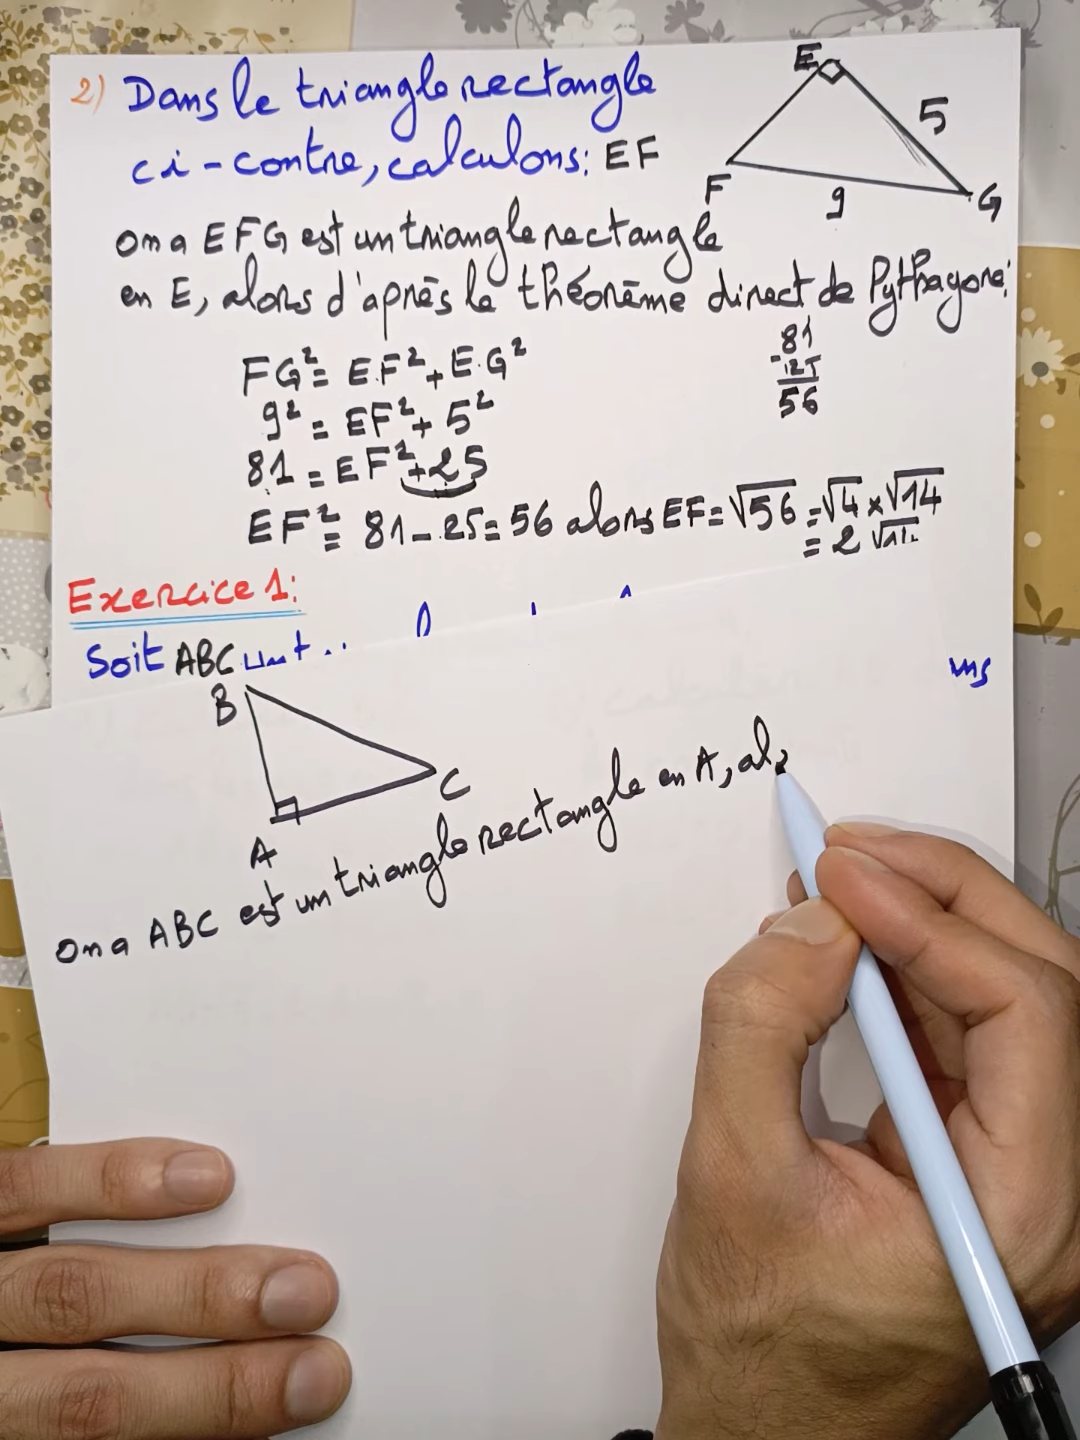 2) Dans le triangle rectangle
ci-contre, calculons: EF
E
5
F
9
G
on a EFG est un triangle rectangle
en E, alors d'après le théorème direct de Pythagore:
FG² = EF² + EG²
9² = EF² + 5²
81 = EF² + 25
81
- 25
56
EF² = 81 - 25 = 56 alors EF = √56 = √4 × √14
= 2 √14
Exercice 1:
Soit ABC
B
C
A
on a ABC est un triangle rectangle en A,